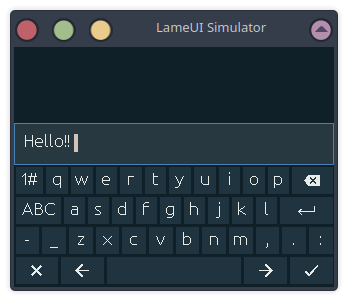 LameUI Simulator
Hello!!
1# q w e r t y u i o p
ABC a s d f g h j k l
- _ z x c v b n m , . :